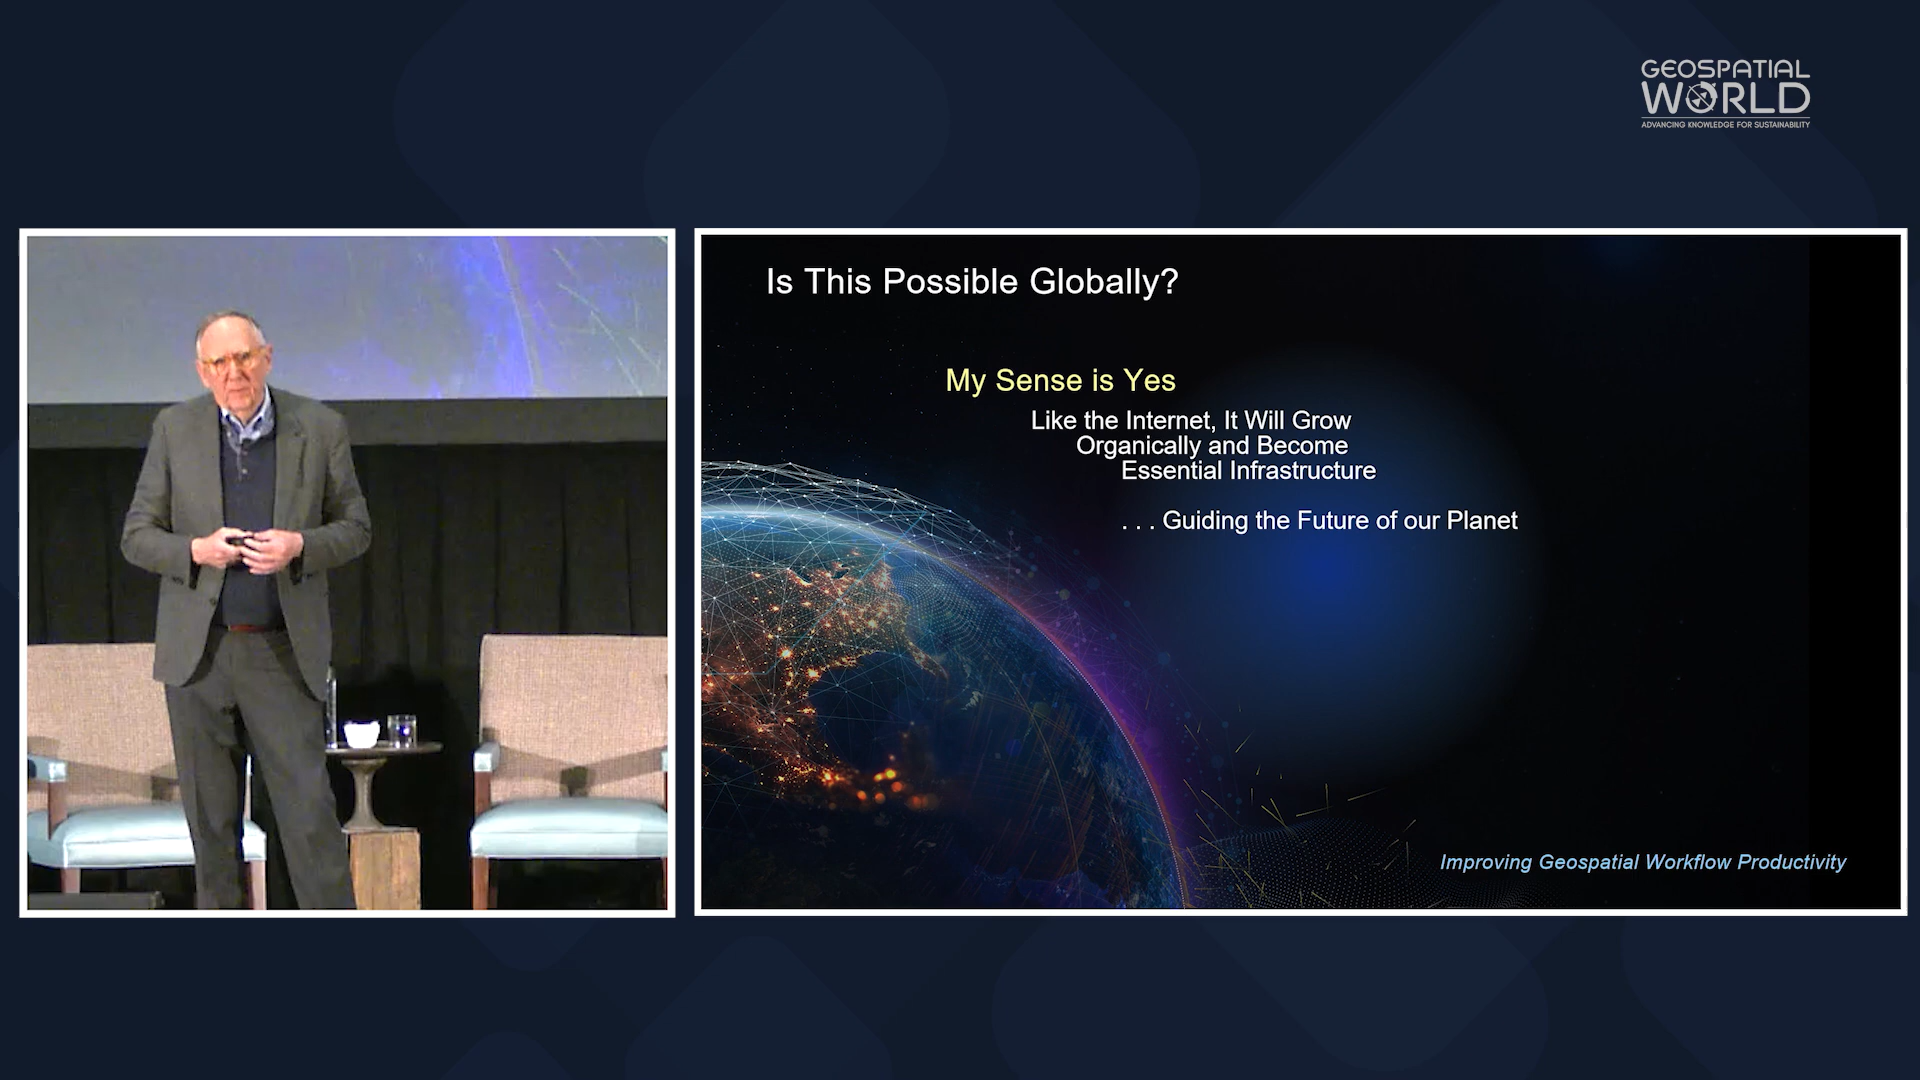 GEOSPATIAL
WORLD
ADVANCING KNOWLEDGE FOR SUSTAINABILITY
Is This Possible Globally?
My Sense is Yes
Like the Internet, It Will Grow
Organically and Become
Essential Infrastructure
. . . Guiding the Future of our Planet
Improving Geospatial Workflow Productivity